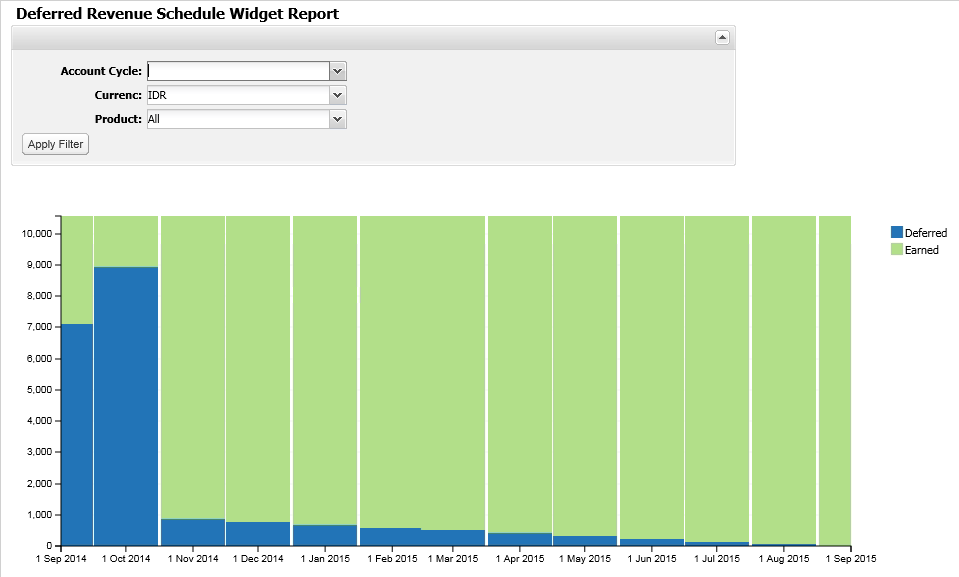 Deferred Revenue Schedule Widget Report
Account Cycle:
Currenc: IDR
Product: All
Apply Filter
10,000
9,000
8,000
7,000
6,000
5,000
4,000
3,000
2,000
1,000
0
1 Sep 2014 1 Oct 2014 1 Nov 2014 1 Dec 2014 1 Jan 2015 1 Feb 2015 1 Mar 2015 1 Apr 2015 1 May 2015 1 Jun 2015 1 Jul 2015 1 Aug 2015 1 Sep 2015
Deferred
Earned